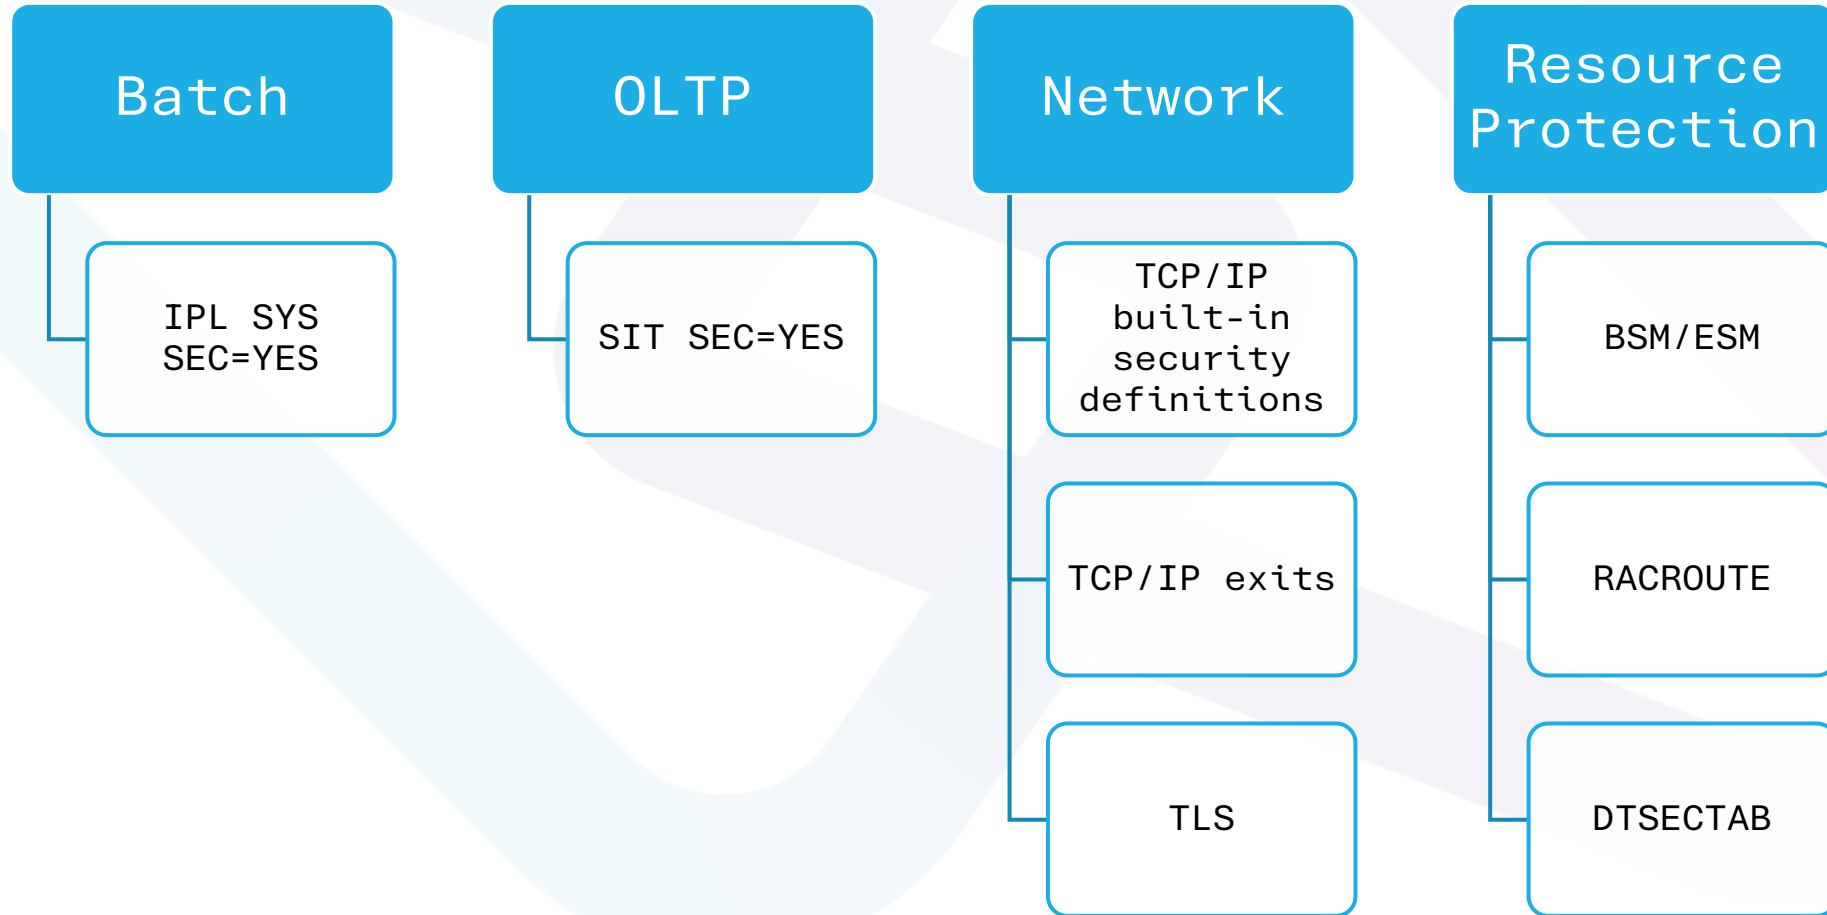 Batch
IPL SYS
SEC=YES
OLTP
SIT SEC=YES
Network
TCP/IP
built-in
security
definitions
TCP/IP exits
TLS
Resource
Protection
BSM/ESM
RACROUTE
DTSECTAB